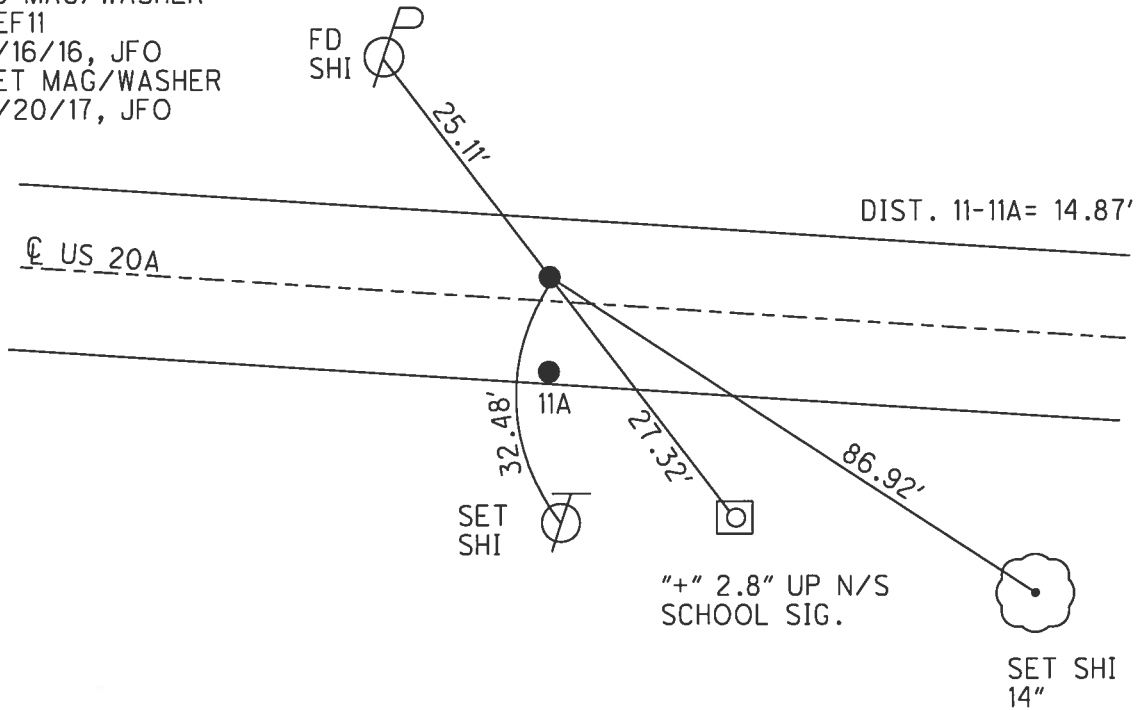 MAG/WASHER
EF11
/16/16, JFO
ET MAG/WASHER
/20/17, JFO
FD
SHI
25.11'
DIST. 11-11A= 14.87'
℄ US 20A
11A
32.48'
27.32'
86.92'
SET
SHI
"+" 2.8" UP N/S
SCHOOL SIG.
SET SHI
14"